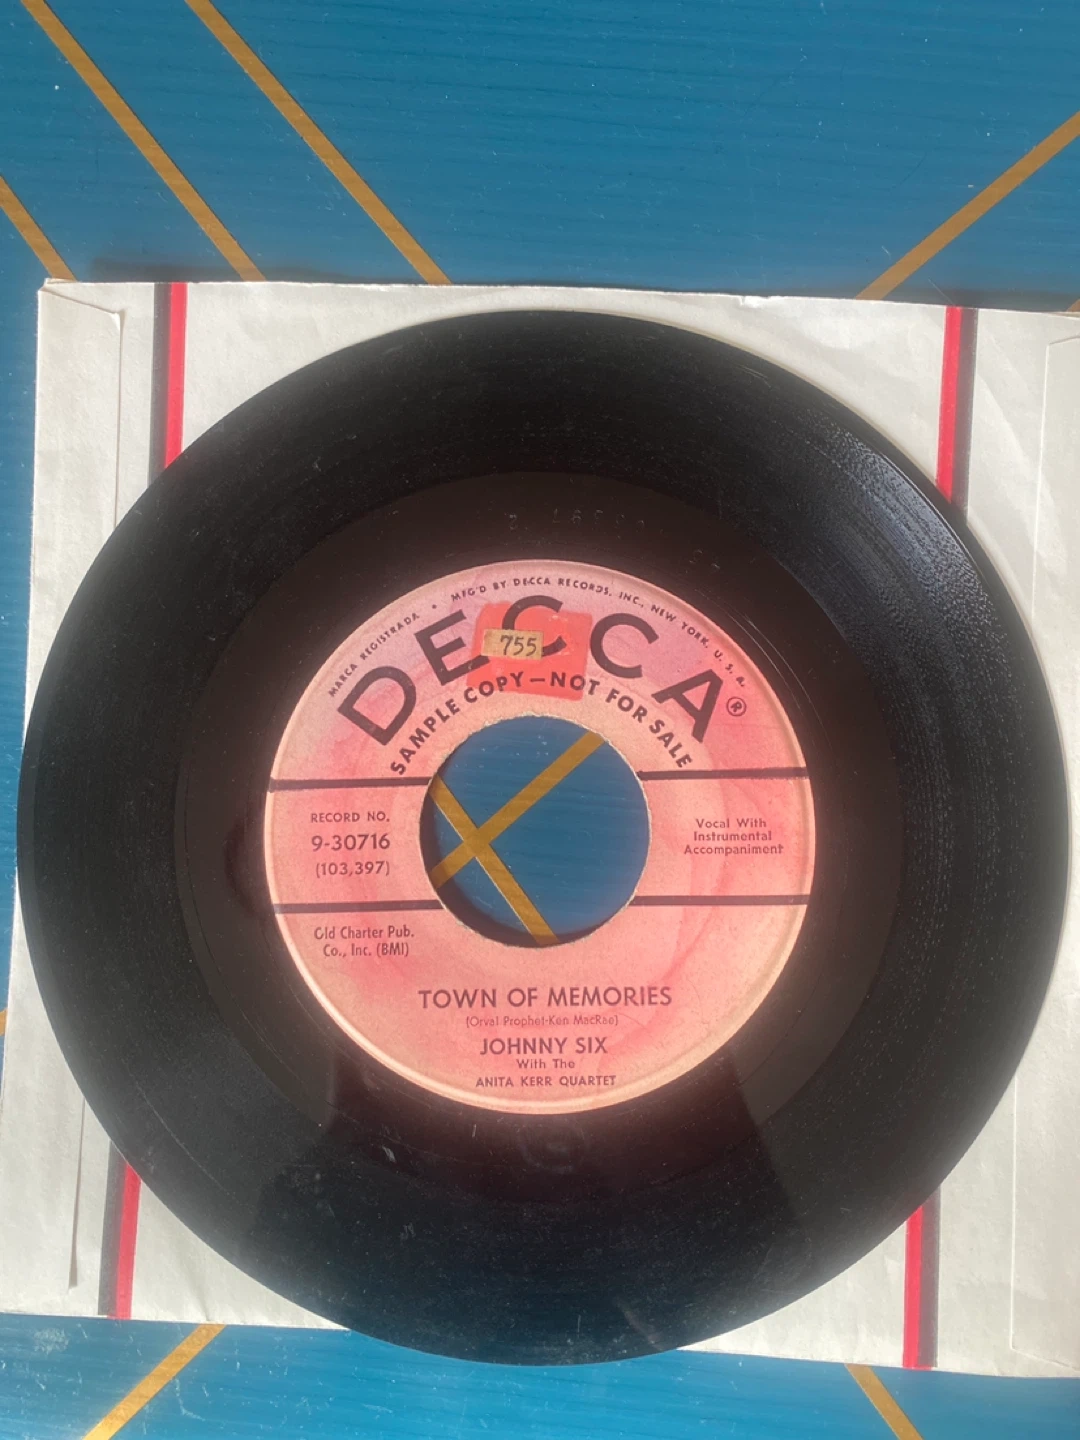 MARCA REGISTRADA • MFG'D BY DECCA RECORDS, INC., NEW YORK, U. S. A.
DECCA®
755
SAMPLE COPY—NOT FOR SALE
RECORD NO.
9-30716
(103,397)
Vocal With
Instrumental
Accompaniment
Old Charter Pub.
Co., Inc. (BMI)
TOWN OF MEMORIES
(Orval Prophet-Ken MacRae)
JOHNNY SIX
With The
ANITA KERR QUARTET